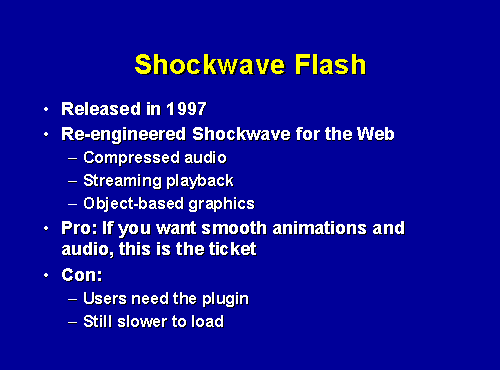 Shockwave Flash
• Released in 1997
• Re-engineered Shockwave for the Web
– Compressed audio
– Streaming playback
– Object-based graphics
• Pro: If you want smooth animations and
audio, this is the ticket
• Con:
– Users need the plugin
– Still slower to load